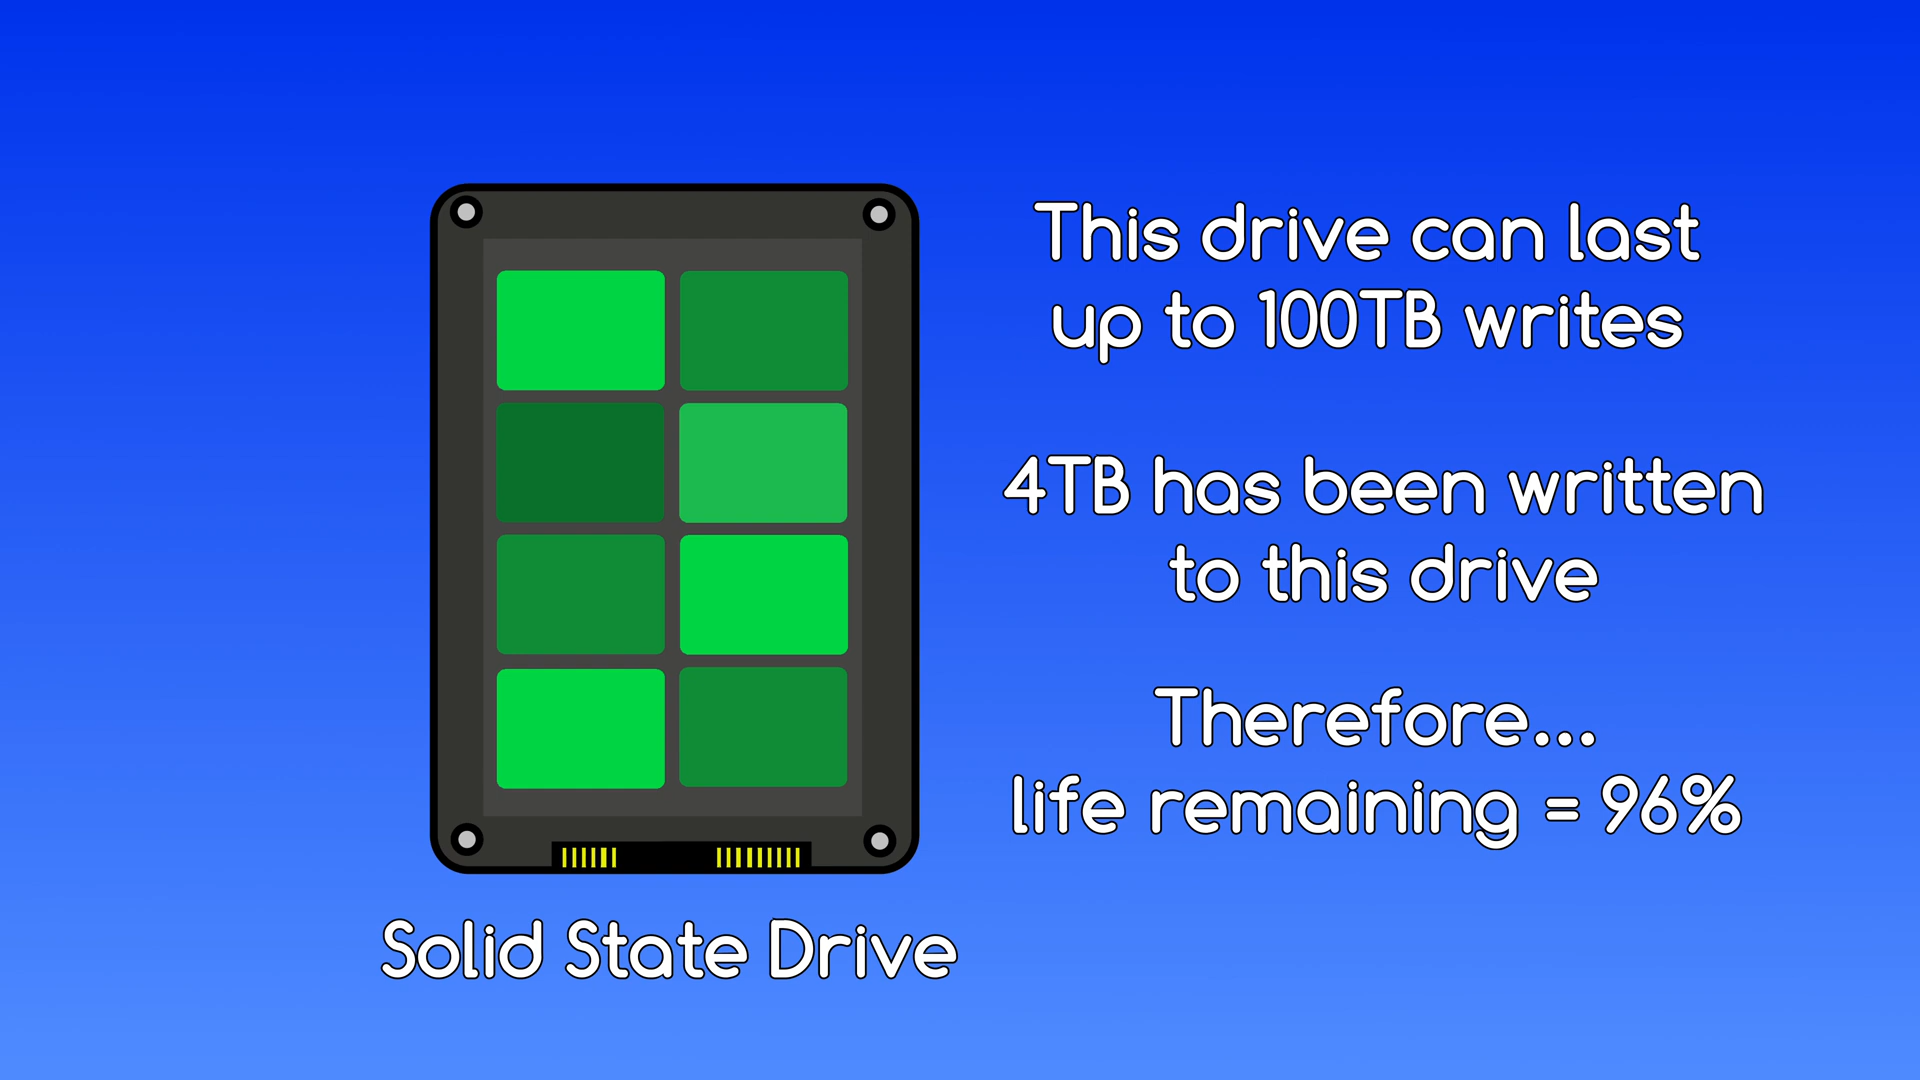 This drive can last
up to 100TB writes
4TB has been written
to this drive
Therefore...
life remaining = 96%
Solid State Drive